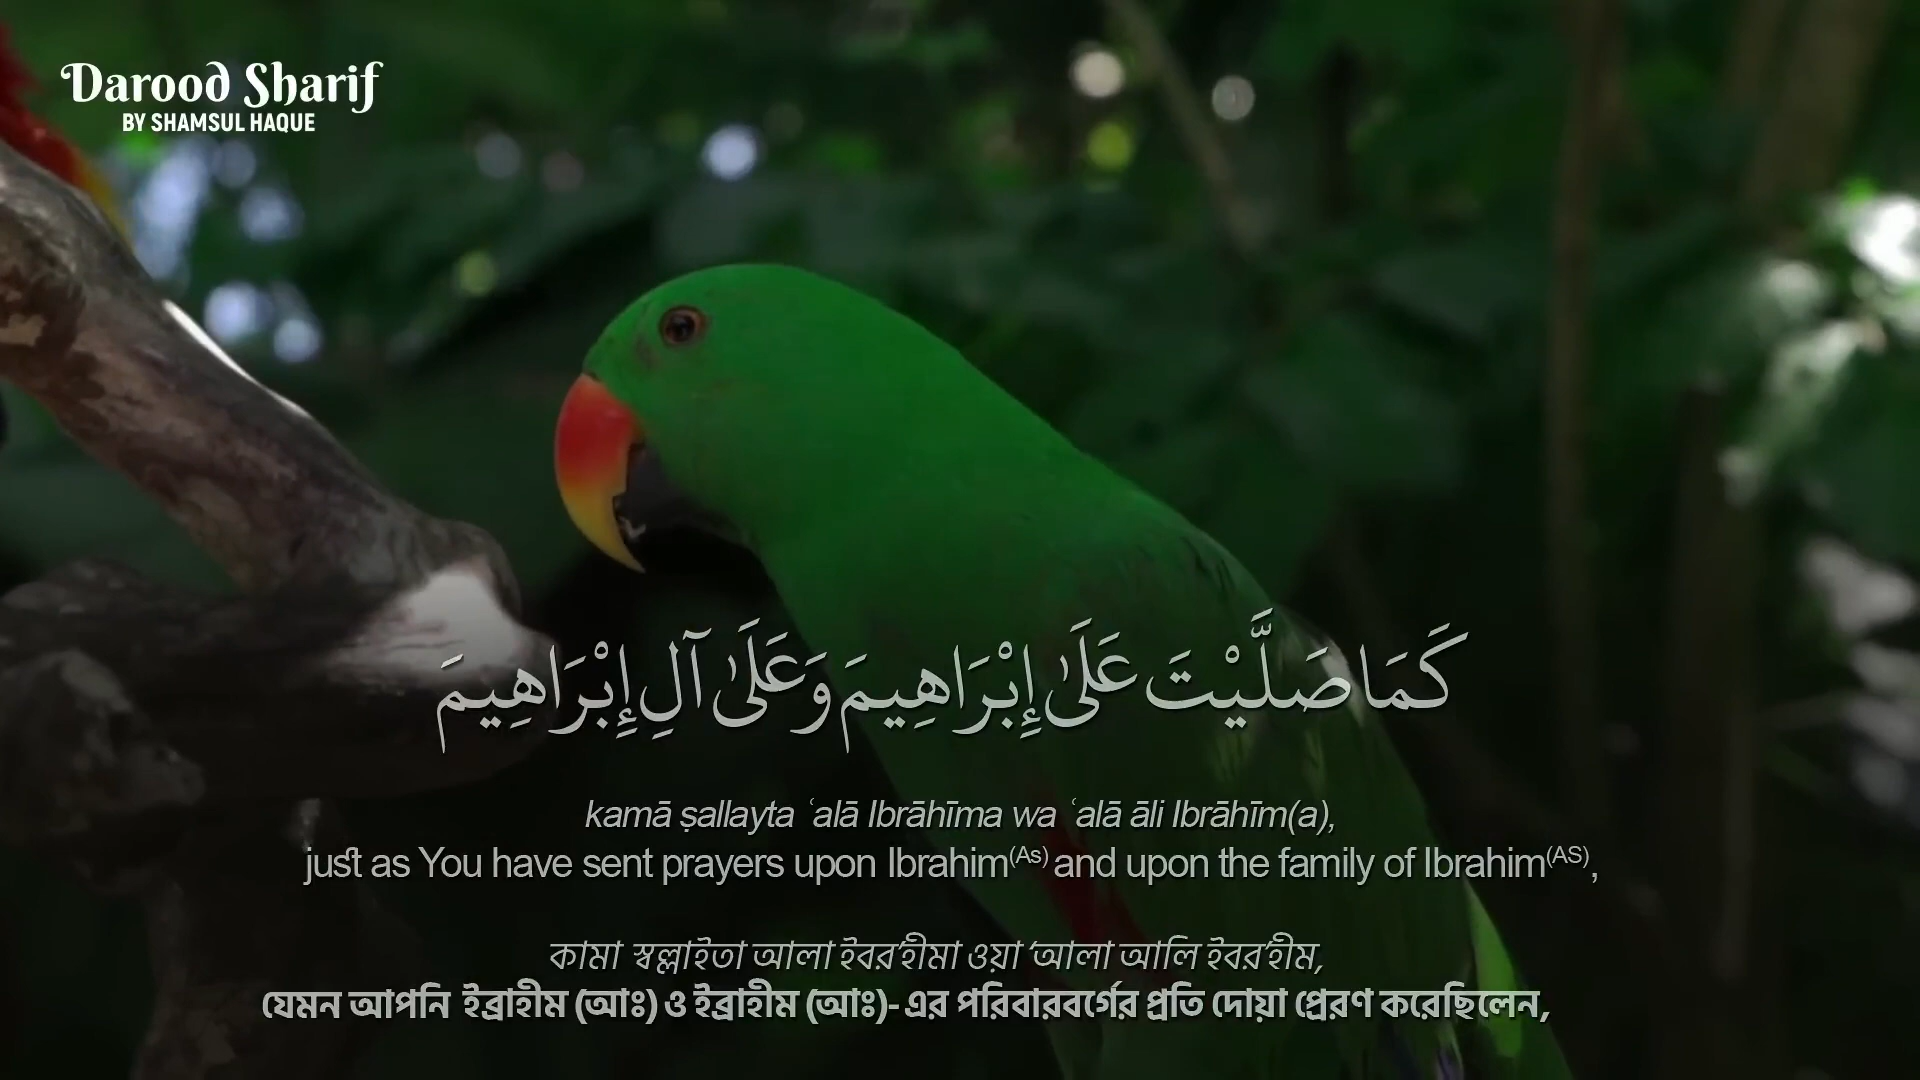 Darood Sharif
BY SHAMSUL HAQUE
كَمَا صَلَّيْتَ عَلَىٰ إِبْرَاهِيمَ وَعَلَىٰ آلِ إِبْرَاهِيمَ
kamā ṣallayta ʿalā Ibrāhīma wa ʿalā āli Ibrāhīm(a),
just as You have sent prayers upon Ibrahim(As) and upon the family of Ibrahim(AS),
কামা স্বল্লাইতা আলা ইবর'হীমা ওয়া ‘আলা আলি ইবর'হীম,
যেমন আপনি ইব্রাহীম (আঃ) ও ইব্রাহীম (আঃ)- এর পরিবারবর্গের প্রতি দোয়া প্রেরণ করেছিলেন,